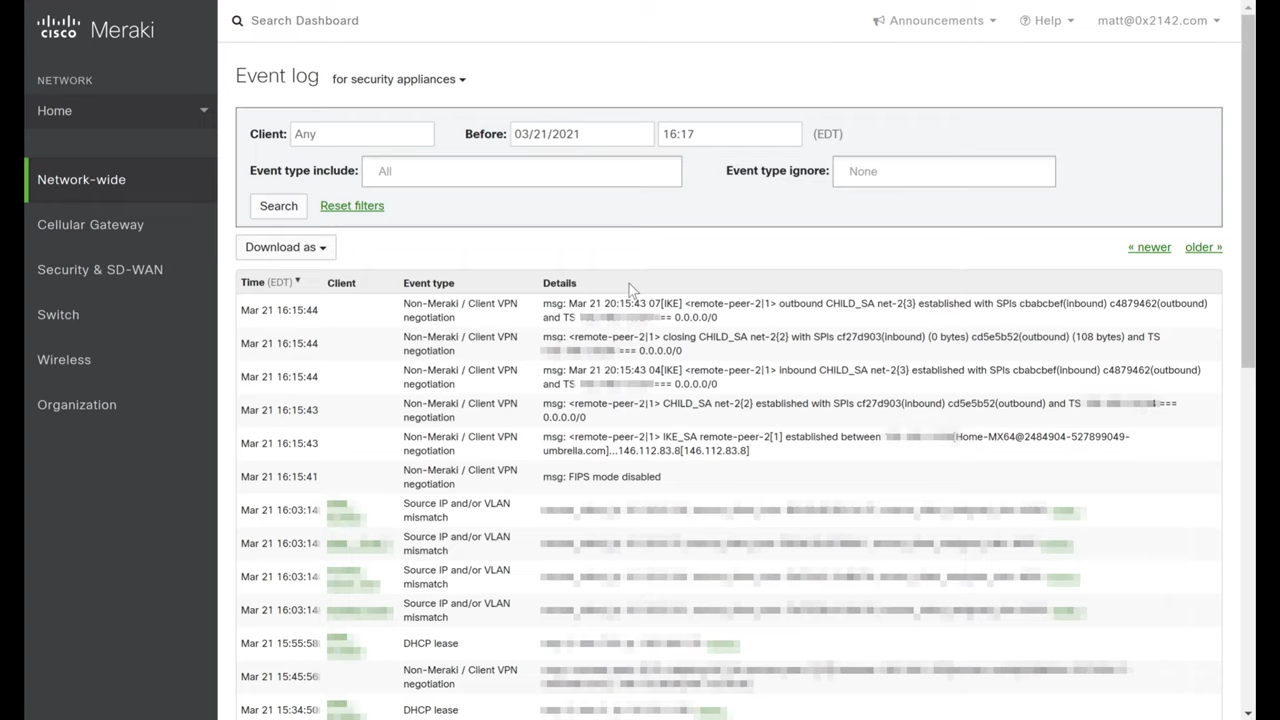 cisco Meraki
NETWORK
Home
Network-wide
Cellular Gateway
Security & SD-WAN
Switch
Wireless
Organization
Search Dashboard
Announcements
Help
matt@0x2142.com
Event log for security appliances
Client: Any Before: 03/21/2021 16:17 (EDT)
Event type include: All Event type ignore: None
Search Reset filters
Download as
« newer older »
Time (EDT) Client Event type Details
Mar 21 16:15:44 Non-Meraki / Client VPN negotiation msg: Mar 21 20:15:43 07[IKE] <remote-peer-2|1> outbound CHILD_SA net-2{3} established with SPIs cbabcbef(inbound) c4879462(outbound)
and TS === 0.0.0.0/0
Mar 21 16:15:44 Non-Meraki / Client VPN negotiation msg: <remote-peer-2|1> closing CHILD_SA net-2{2} with SPIs cf27d903(inbound) (0 bytes) cd5e5b52(outbound) (108 bytes) and TS
=== 0.0.0.0/0
Mar 21 16:15:44 Non-Meraki / Client VPN negotiation msg: Mar 21 20:15:43 04[IKE] <remote-peer-2|1> inbound CHILD_SA net-2{3} established with SPIs cbabcbef(inbound) c4879462(outbound)
and TS === 0.0.0.0/0
Mar 21 16:15:43 Non-Meraki / Client VPN negotiation msg: <remote-peer-2|1> CHILD_SA net-2{2} established with SPIs cf27d903(inbound) cd5e5b52(outbound) and TS ===
0.0.0.0/0
Mar 21 16:15:43 Non-Meraki / Client VPN negotiation msg: <remote-peer-2|1> IKE_SA remote-peer-2[1] established between [Home-MX64@2484904-527899049-
umbrella.com]...146.112.83.8[146.112.83.8]
Mar 21 16:15:41 Non-Meraki / Client VPN negotiation msg: FIPS mode disabled
Mar 21 16:03:14 Source IP and/or VLAN mismatch
Mar 21 16:03:14 Source IP and/or VLAN mismatch
Mar 21 16:03:14 Source IP and/or VLAN mismatch
Mar 21 16:03:14 Source IP and/or VLAN mismatch
Mar 21 15:55:58 DHCP lease
Mar 21 15:45:56 Non-Meraki / Client VPN negotiation
Mar 21 15:34:50 DHCP lease